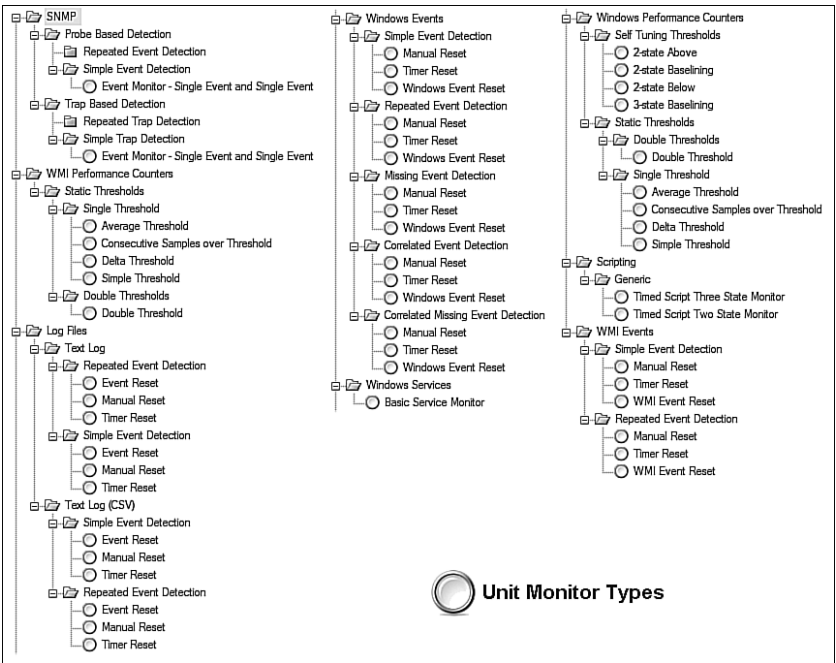 SNMP
Probe Based Detection
Repeated Event Detection
Simple Event Detection
Event Monitor - Single Event and Single Event
Trap Based Detection
Repeated Trap Detection
Simple Trap Detection
Event Monitor - Single Event and Single Event
WMI Performance Counters
Static Thresholds
Single Threshold
Average Threshold
Consecutive Samples over Threshold
Delta Threshold
Simple Threshold
Double Thresholds
Double Threshold
Log Files
Text Log
Repeated Event Detection
Event Reset
Manual Reset
Timer Reset
Simple Event Detection
Event Reset
Manual Reset
Timer Reset
Text Log (CSV)
Simple Event Detection
Event Reset
Manual Reset
Timer Reset
Repeated Event Detection
Event Reset
Manual Reset
Timer Reset
Windows Events
Simple Event Detection
Manual Reset
Timer Reset
Windows Event Reset
Repeated Event Detection
Manual Reset
Timer Reset
Windows Event Reset
Missing Event Detection
Manual Reset
Timer Reset
Windows Event Reset
Correlated Event Detection
Manual Reset
Timer Reset
Windows Event Reset
Correlated Missing Event Detection
Manual Reset
Timer Reset
Windows Event Reset
Windows Services
Basic Service Monitor
Windows Performance Counters
Self Tuning Thresholds
2-state Above
2-state Baselining
2-state Below
3-state Baselining
Static Thresholds
Double Thresholds
Double Threshold
Single Threshold
Average Threshold
Consecutive Samples over Threshold
Delta Threshold
Simple Threshold
Scripting
Generic
Timed Script Three State Monitor
Timed Script Two State Monitor
WMI Events
Simple Event Detection
Manual Reset
Timer Reset
WMI Event Reset
Repeated Event Detection
Manual Reset
Timer Reset
WMI Event Reset
Unit Monitor Types